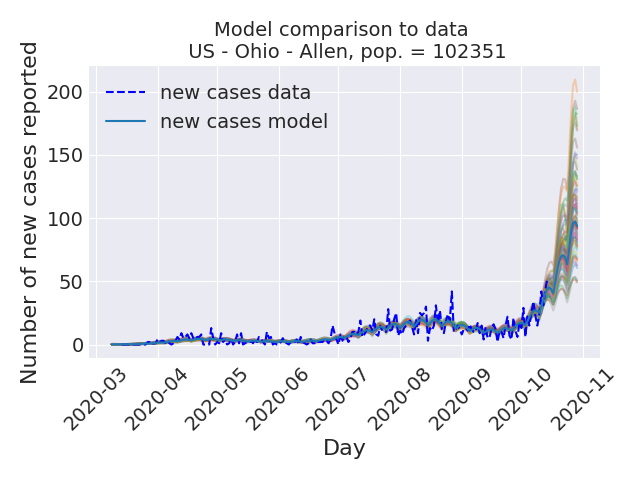 Model comparison to data
US - Ohio - Allen, pop. = 102351
Number of new cases reported
200
150
100
50
0
new cases data
new cases model
2020-03
2020-04
2020-05
2020-06
2020-07
2020-08
2020-09
2020-10
2020-11
Day